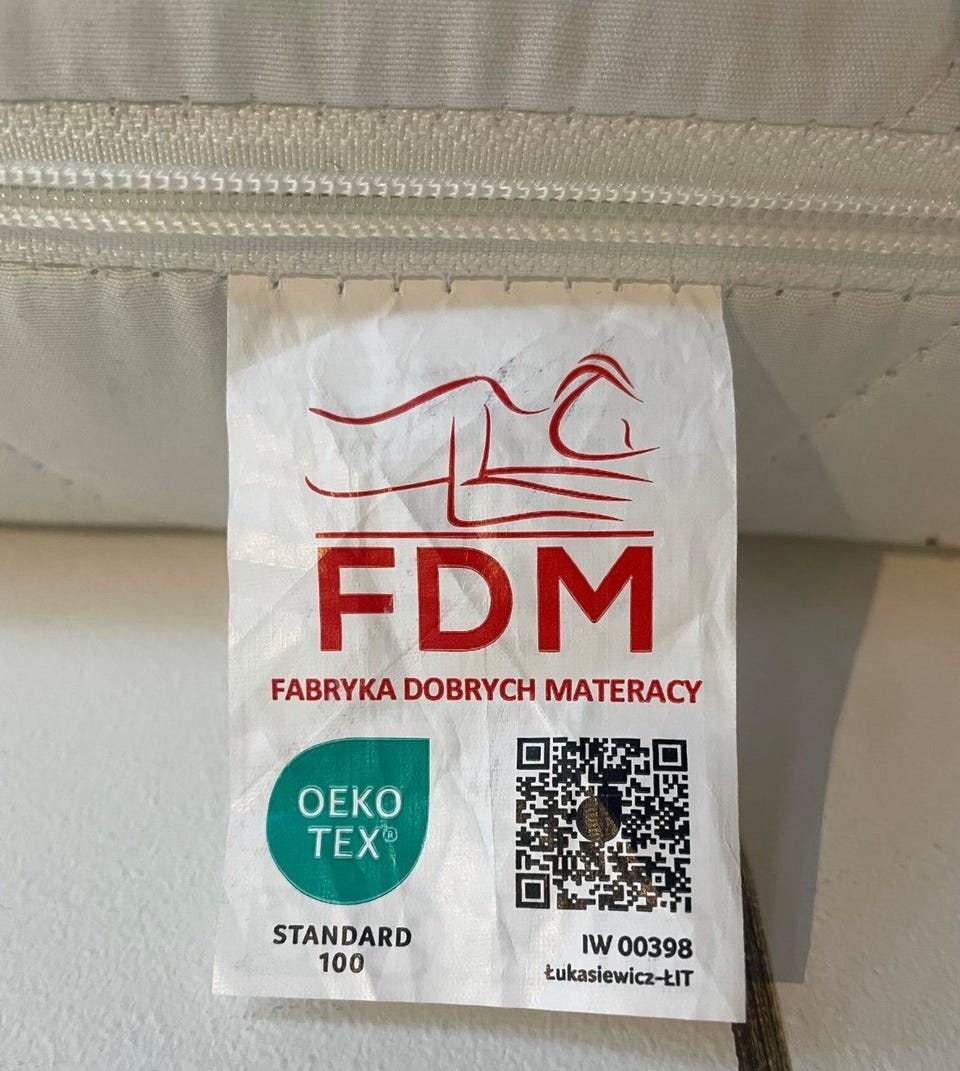 FDM
FABRYKA DOBRYCH MATERACY
OEKO
TEX®
STANDARD
100
IW 00398
Łukasiewicz-ŁIT